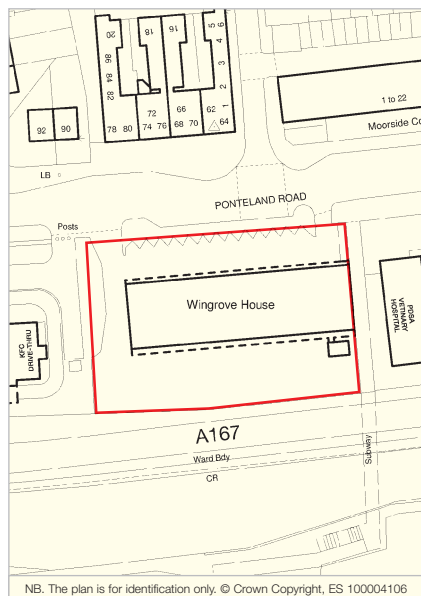 20
18
16
5 6
86
4
84
3
82
2
72
66
62
1
92
90
78 80
74 76
68 70
64
1 to 22
Moorside Co
LB
PONTELAND ROAD
Posts
Wingrove House
KFC
DRIVE-THRU
PDSA
VETINARY
HOSPITAL
A167
Ward Bdy
CR
Subway
NB. The plan is for identification only. © Crown Copyright, ES 100004106